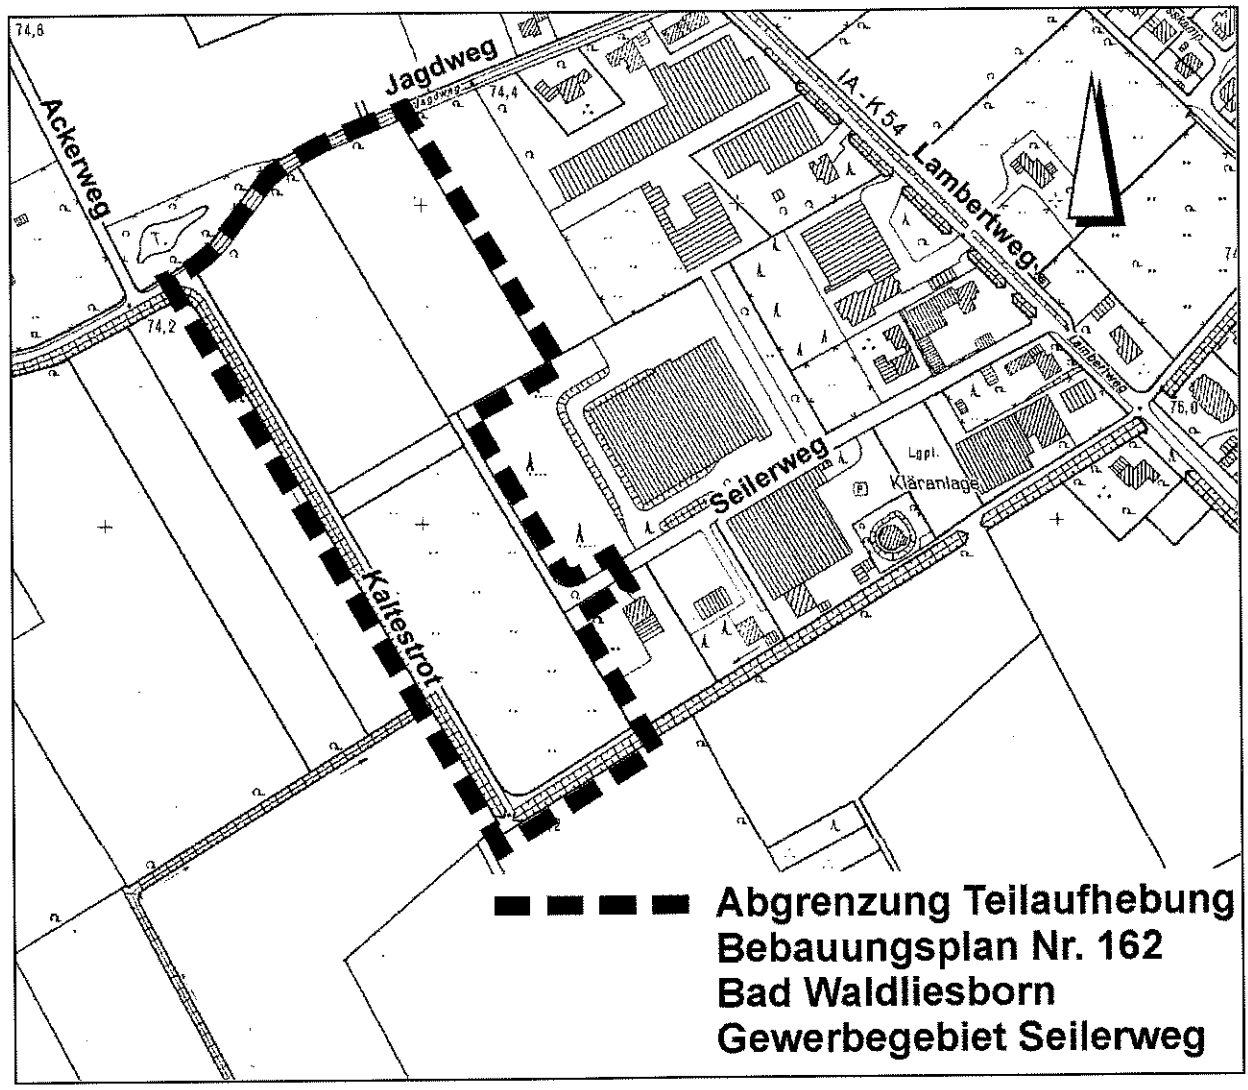 74,8
Jagdweg
Jagdweg
74,4
Ackerweg
IA-K54
Lambertweg
T.
74,2
Lambertweg
76,0
Seilerweg
Lgpl.
Kläranlage
Kaltestrot
Abgrenzung Teilaufhebung
Bebauungsplan Nr. 162
Bad Waldliesborn
Gewerbegebiet Seilerweg